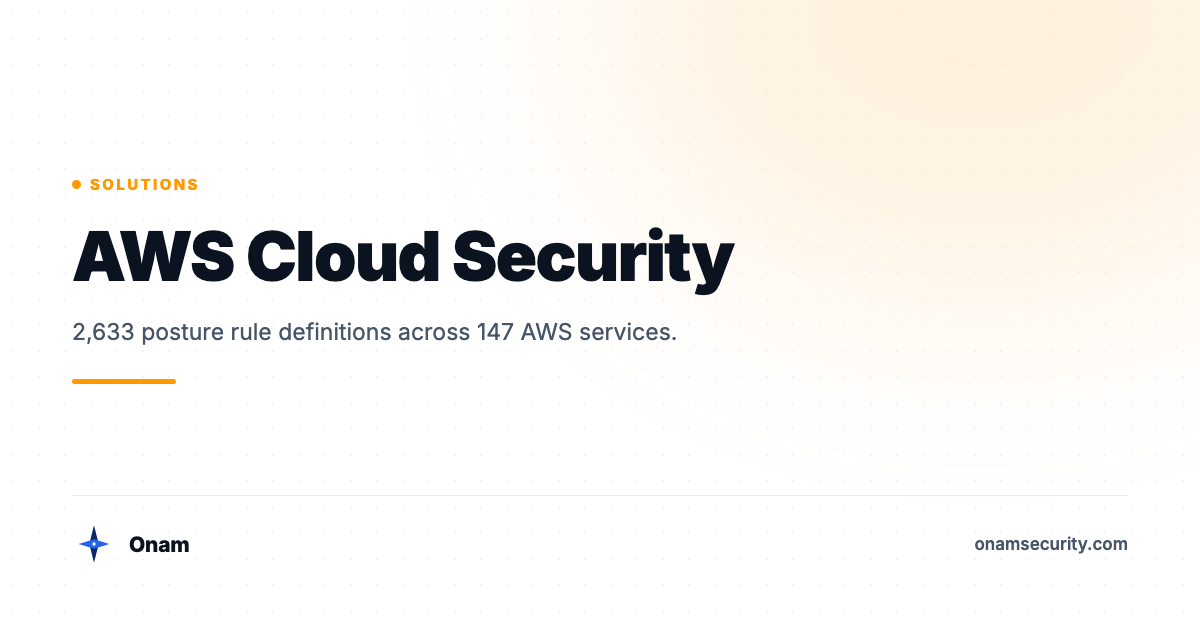 SOLUTIONS
AWS Cloud Security
2,633 posture rule definitions across 147 AWS services.
Onam
onamsecurity.com